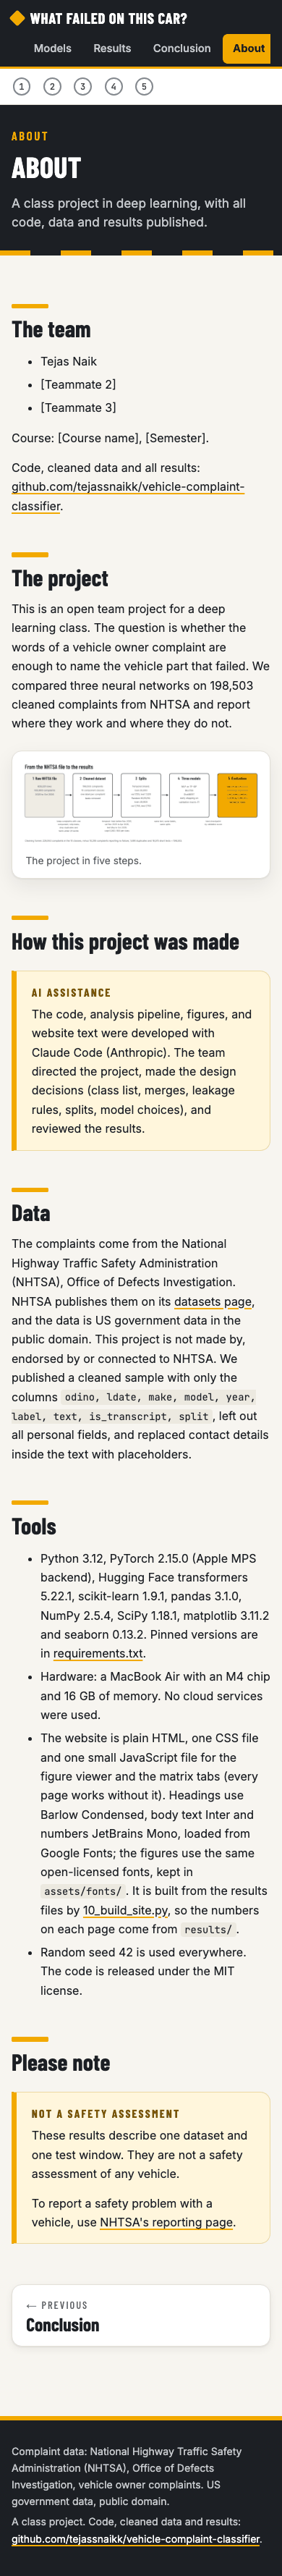 WHAT FAILED ON THIS CAR?
Models Results Conclusion About
1 2 3 4 5
ABOUT
ABOUT
A class project in deep learning, with all
code, data and results published.
The team
• Tejas Naik
• [Teammate 2]
• [Teammate 3]
Course: [Course name], [Semester].
Code, cleaned data and all results:
github.com/tejassnaikk/vehicle-complaint-
classifier.
The project
This is an open team project for a deep
learning class. The question is whether the
words of a vehicle owner complaint are
enough to name the vehicle part that failed. We
compared three neural networks on 198,503
cleaned complaints from NHTSA and report
where they work and where they do not.
From the NHTSA file to the results
1 Raw NHTSA file 2 Cleaned dataset 3 Splits 4 Three models 5 Evaluation
The project in five steps.
How this project was made
AI ASSISTANCE
The code, analysis pipeline, figures, and
website text were developed with
Claude Code (Anthropic). The team
directed the project, made the design
decisions (class list, merges, leakage
rules, splits, model choices), and
reviewed the results.
Data
The complaints come from the National
Highway Traffic Safety Administration
(NHTSA), Office of Defects Investigation.
NHTSA publishes them on its datasets page,
and the data is US government data in the
public domain. This project is not made by,
endorsed by or connected to NHTSA. We
published a cleaned sample with only the
columns odino, ldate, make, model, year,
label, text, is_transcript, split, left out
all personal fields, and replaced contact details
inside the text with placeholders.
Tools
• Python 3.12, PyTorch 2.15.0 (Apple MPS
backend), Hugging Face transformers
5.22.1, scikit-learn 1.9.1, pandas 3.1.0,
NumPy 2.5.4, SciPy 1.18.1, matplotlib 3.11.2
and seaborn 0.13.2. Pinned versions are
in requirements.txt.
• Hardware: a MacBook Air with an M4 chip
and 16 GB of memory. No cloud services
were used.
• The website is plain HTML, one CSS file
and one small JavaScript file for the
figure viewer and the matrix tabs (every
page works without it). Headings use
Barlow Condensed, body text Inter and
numbers JetBrains Mono, loaded from
Google Fonts; the figures use the same
open-licensed fonts, kept in
assets/fonts/. It is built from the results
files by 10_build_site.py, so the numbers
on each page come from results/.
• Random seed 42 is used everywhere.
The code is released under the MIT
license.
Please note
NOT A SAFETY ASSESSMENT
These results describe one dataset and
one test window. They are not a safety
assessment of any vehicle.
To report a safety problem with a
vehicle, use NHTSA's reporting page.
← PREVIOUS
Conclusion
Complaint data: National Highway Traffic Safety
Administration (NHTSA), Office of Defects
Investigation, vehicle owner complaints. US
government data, public domain.
A class project. Code, cleaned data and results:
github.com/tejassnaikk/vehicle-complaint-classifier.